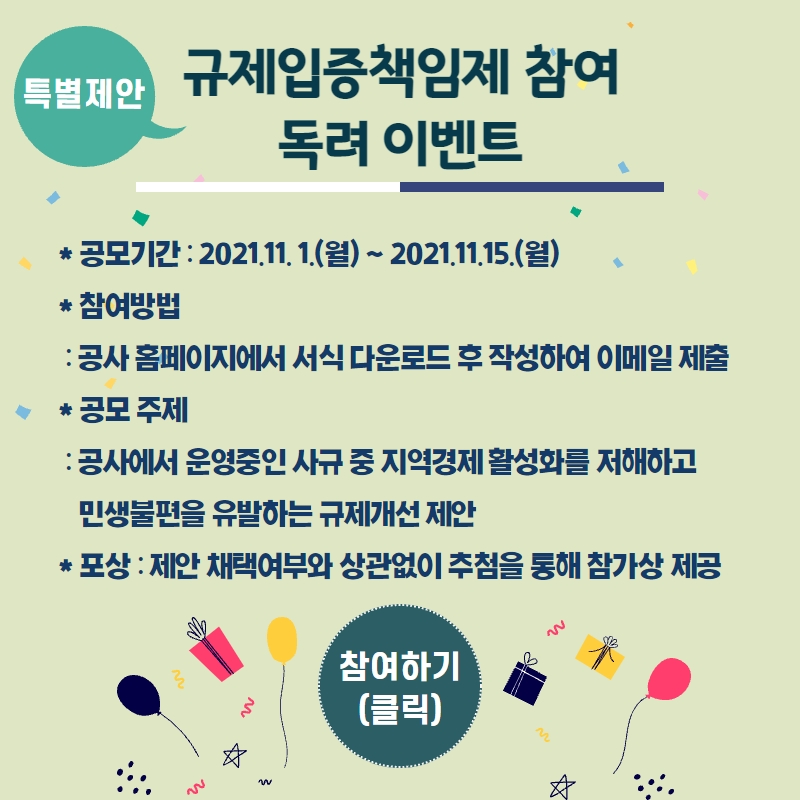 특별제안
규제입증책임제 참여
독려 이벤트
* 공모기간 : 2021.11. 1.(월) ~ 2021.11.15.(월)
* 참여방법
: 공사 홈페이지에서 서식 다운로드 후 작성하여 이메일 제출
* 공모 주제
: 공사에서 운영중인 사규 중 지역경제 활성화를 저해하고
민생불편을 유발하는 규제개선 제안
* 포상 : 제안 채택여부와 상관없이 추첨을 통해 참가상 제공
참여하기
(클릭)